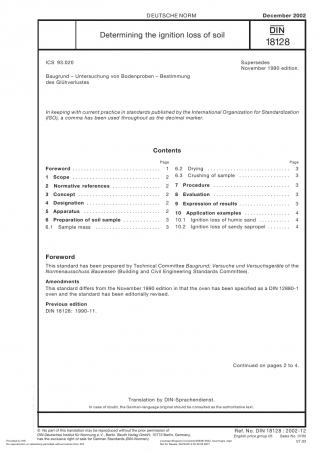 DEUTSCHE NORM December 2002
Determining the ignition loss of soil
DIN
18128
ICS 93.020
Supersedes
November 1990 edition.
Baugrund – Untersuchung von Bodenproben – Bestimmung
des Glühverlustes
In keeping with current practice in standards published by the International Organization for Standardization
(ISO), a comma has been used throughout as the decimal marker.
Contents
Page
Foreword 1
1 Scope 2
2 Normative references 2
3 Concept 2
4 Designation 2
5 Apparatus 2
6 Preparation of soil sample 3
6.1 Sample mass 3
Page
6.2 Drying 3
6.3 Crushing of sample 3
7 Procedure 3
8 Evaluation 3
9 Expression of results 3
10 Application examples 4
10.1 Ignition loss of humic sand 4
10.2 Ignition loss of sandy sapropel 4
Foreword
This standard has been prepared by Technical Committee Baugrund; Versuche und Versuchsgeräte of the
Normenausschuss Bauwesen (Building and Civil Engineering Standards Committee).
Amendments
This standard differs from the November 1990 edition in that the oven has been specified as a DIN 12880-1
oven and the standard has been editorially revised.
Previous edition
DIN 18128: 1990-11.
Continued on pages 2 to 4.
Translation by DIN-Sprachendienst.
In case of doubt, the German-language original should be consulted as the authoritative text.
© No part of this translation may be reproduced without the prior permission of
DIN Deutsches Institut für Normung e.V., Berlin. Beuth Verlag GmbH, 10772 Berlin, Germany,
has the exclusive right of sale for German Standards (DIN-Normen).
Ref. No. DIN 18128 : 2002-12
English price group 05 Sales No. 0105
07.03